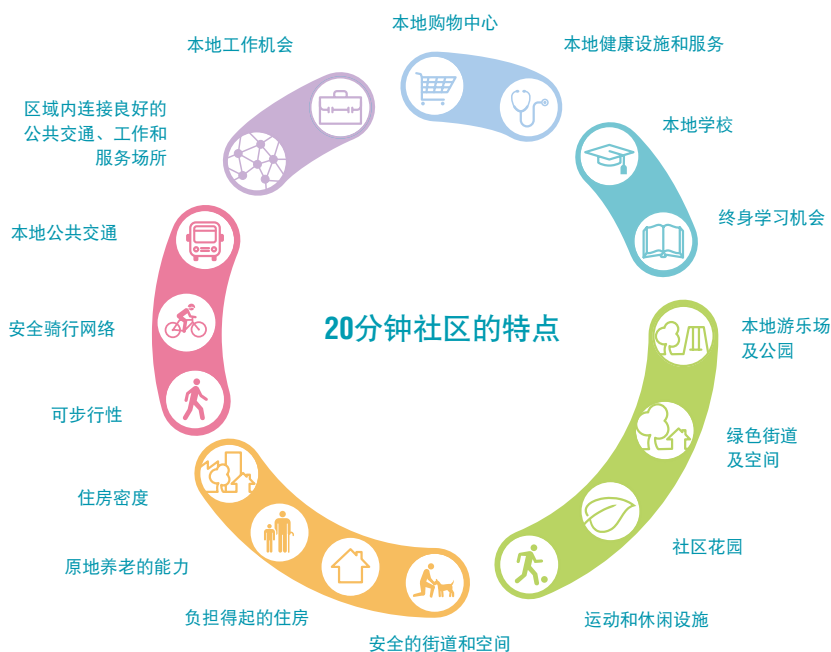 本地购物中心
本地健康设施和服务
本地学校
终身学习机会
本地游乐场
及公园
绿色街道
及空间
社区花园
运动和休闲设施
安全的街道和空间
负担得起的住房
原地养老的能力
住房密度
可步行性
安全骑行网络
本地公共交通
区域内连接良好的
公共交通、工作和
服务场所
本地工作机会
20分钟社区的特点